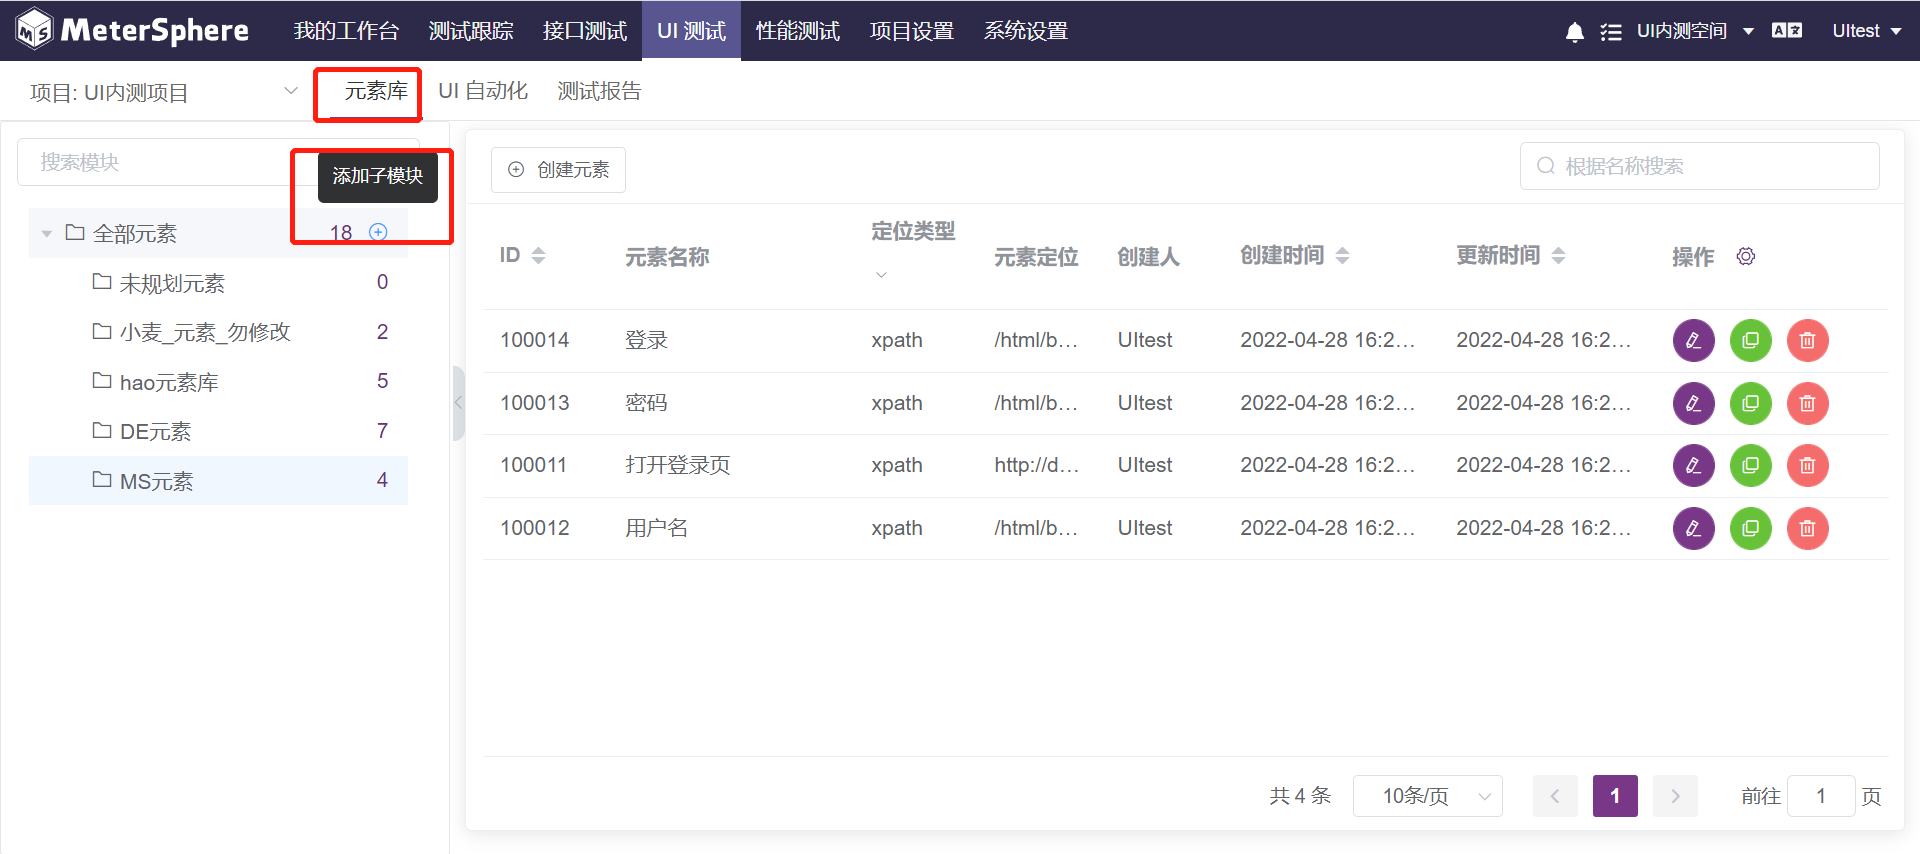 MeterSphere 我的工作台 测试跟踪 接口测试 UI 测试 性能测试 项目设置 系统设置 UI内测空间 UItest
项目: UI内测项目 元素库 UI 自动化 测试报告
搜索模块
添加子模块
全部元素 18
未规划元素 0
小麦_元素_勿修改 2
hao元素库 5
DE元素 7
MS元素 4
创建元素 根据名称搜索
ID 元素名称 定位类型 元素定位 创建人 创建时间 更新时间 操作
100014 登录 xpath /html/b... UItest 2022-04-28 16:2... 2022-04-28 16:2...
100013 密码 xpath /html/b... UItest 2022-04-28 16:2... 2022-04-28 16:2...
100011 打开登录页 xpath http://d... UItest 2022-04-28 16:2... 2022-04-28 16:2...
100012 用户名 xpath /html/b... UItest 2022-04-28 16:2... 2022-04-28 16:2...
共 4 条 10条/页 1 前往 1 页